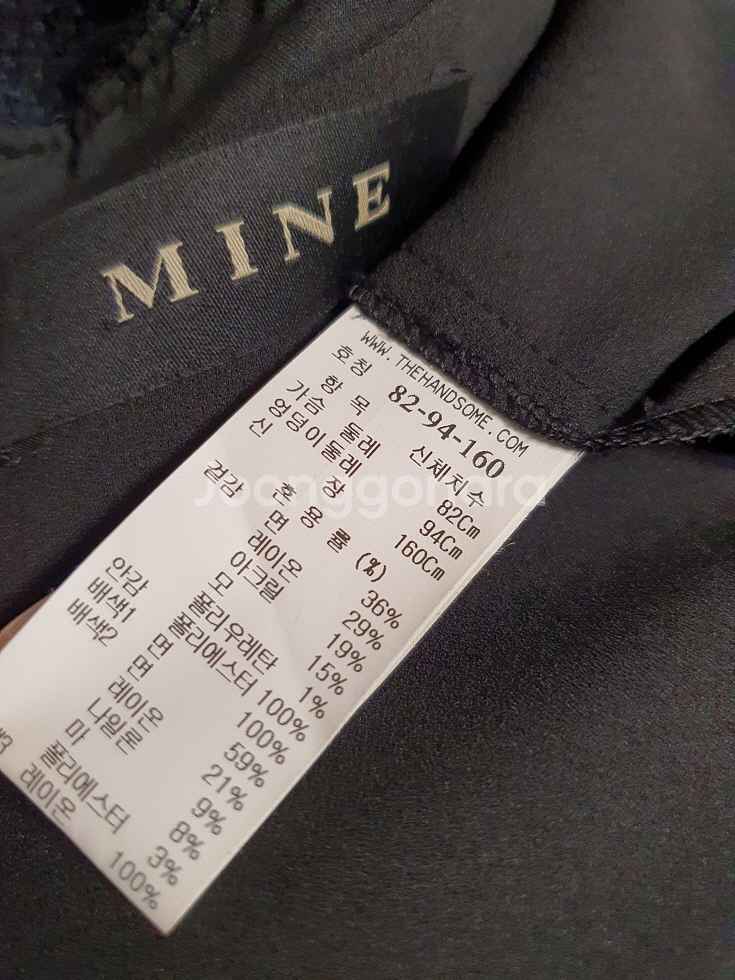 MINE
WWW.THEHANDSOME.COM
호칭 82-94-160
항 목 신체치수
가슴 둘레 82Cm
엉덩이둘레 94Cm
신 장 160Cm
혼 용 률 (%)
겉감 면 36%
레이온 29%
아크릴 19%
모 15%
폴리우레탄 1%
안감 폴리에스터 100%
배색1 면 100%
배색2 면 59%
레이온 21%
나일론 9%
마 8%
폴리에스터 3%
3 레이온 100%
Joonggonara